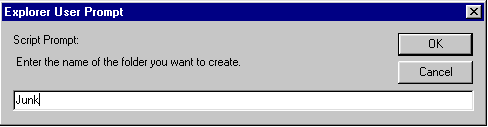 Explorer User Prompt
Script Prompt:
OK
Enter the name of the folder you want to create.
Cancel
Junk